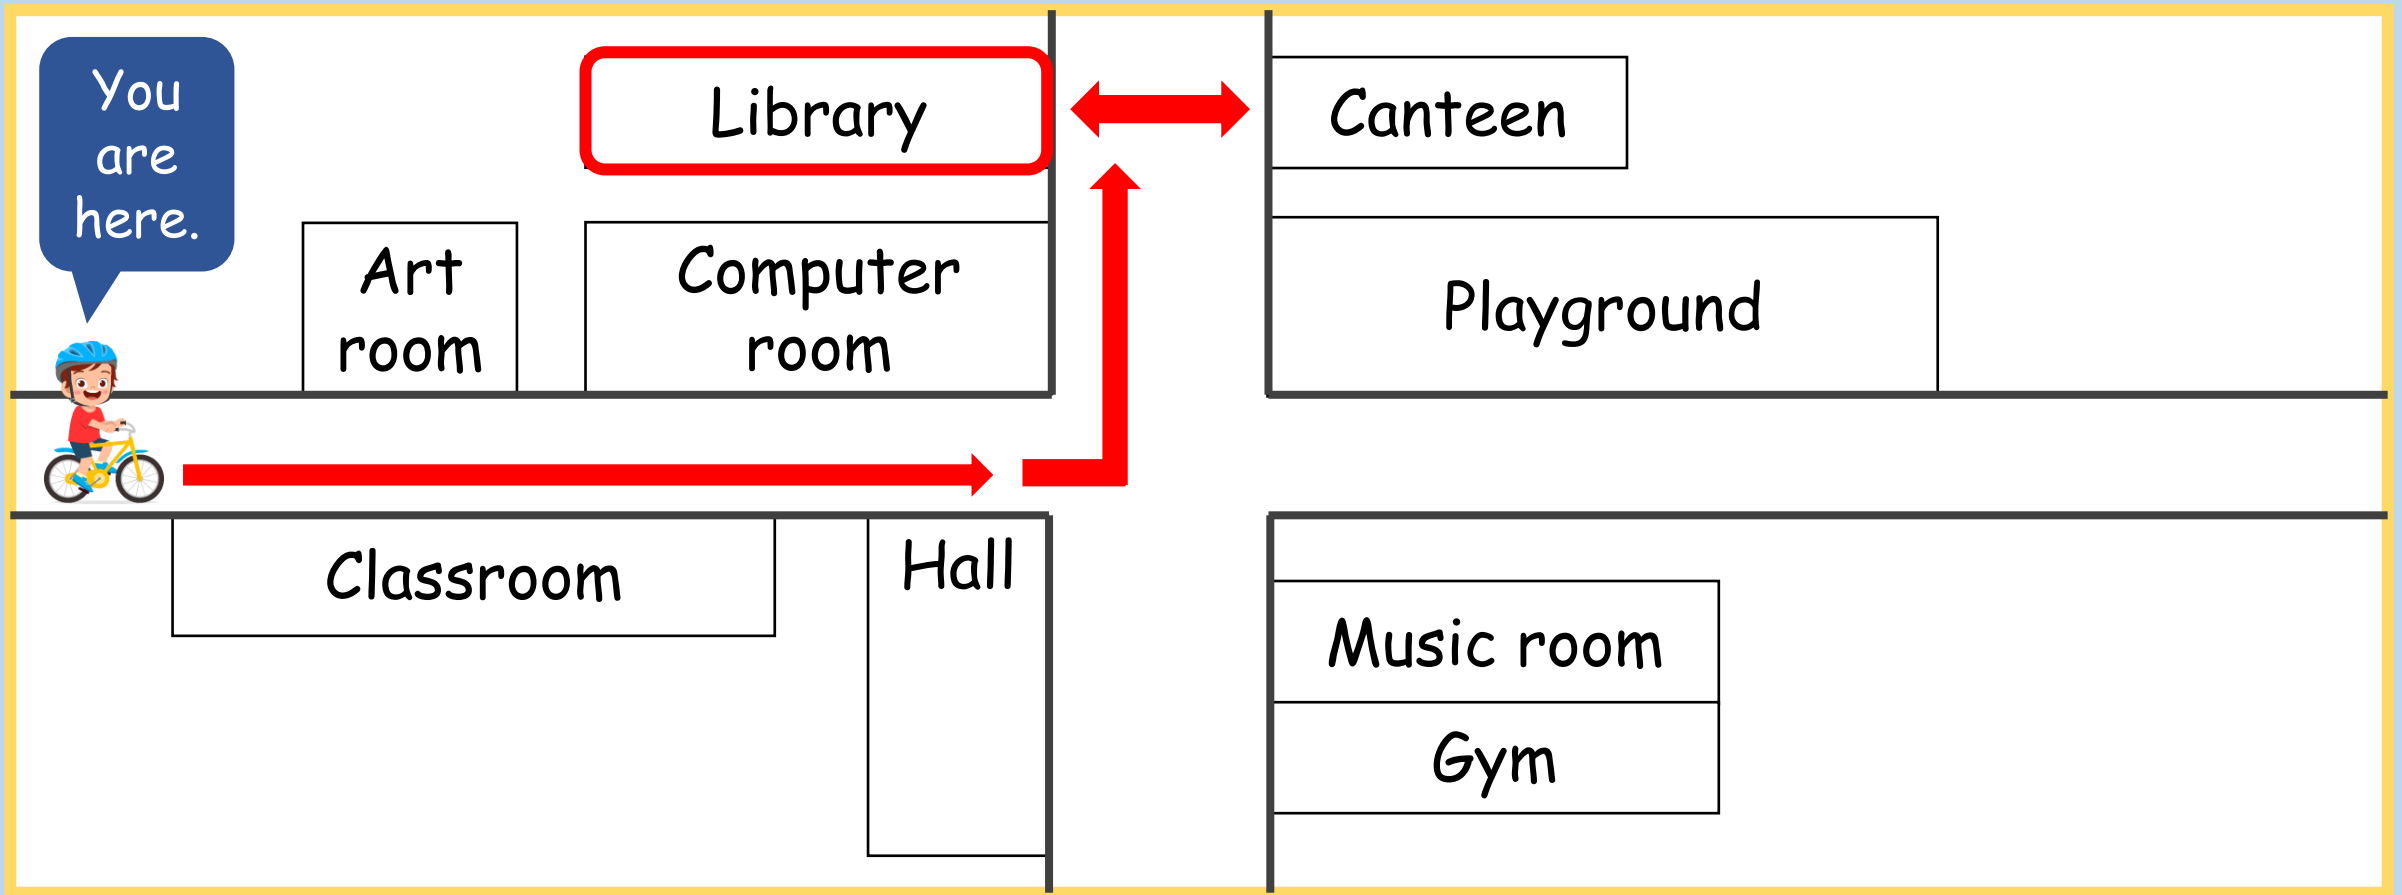 You
are
here.
Library
Canteen
Art
room
Computer
room
Playground
Classroom
Hall
Music room
Gym